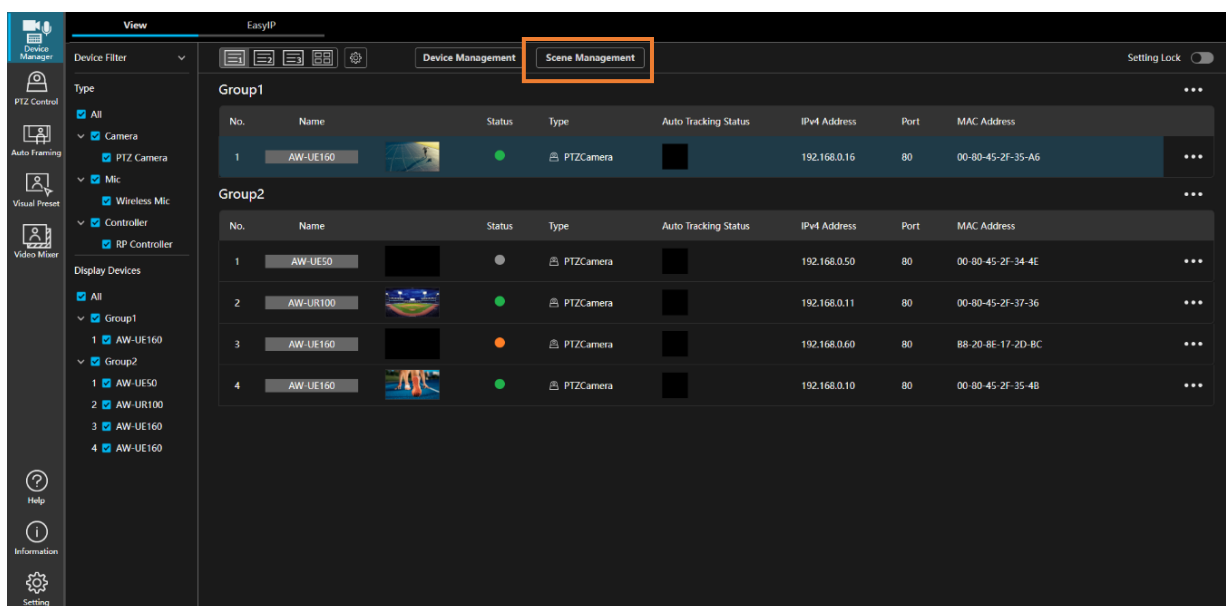 View
EasyIP
Device Manager
PTZ Control
Auto Framing
Visual Preset
Video Mixer
Help
Information
Setting
Device Filter
Type
All
Camera
PTZ Camera
Mic
Wireless Mic
Controller
RP Controller
Display Devices
All
Group1
1 AW-UE160
Group2
1 AW-UE50
2 AW-UR100
3 AW-UE160
4 AW-UE160
1 2 3
Device Management
Scene Management
Setting Lock
Group1
No. Name Status Type Auto Tracking Status IPv4 Address Port MAC Address
1 AW-UE160 PTZCamera 192.168.0.16 80 00-80-45-2F-35-A6
Group2
No. Name Status Type Auto Tracking Status IPv4 Address Port MAC Address
1 AW-UE50 PTZCamera 192.168.0.50 80 00-80-45-2F-34-4E
2 AW-UR100 PTZCamera 192.168.0.11 80 00-80-45-2F-37-36
3 AW-UE160 PTZCamera 192.168.0.60 80 B8-20-8E-17-2D-BC
4 AW-UE160 PTZCamera 192.168.0.10 80 00-80-45-2F-35-4B